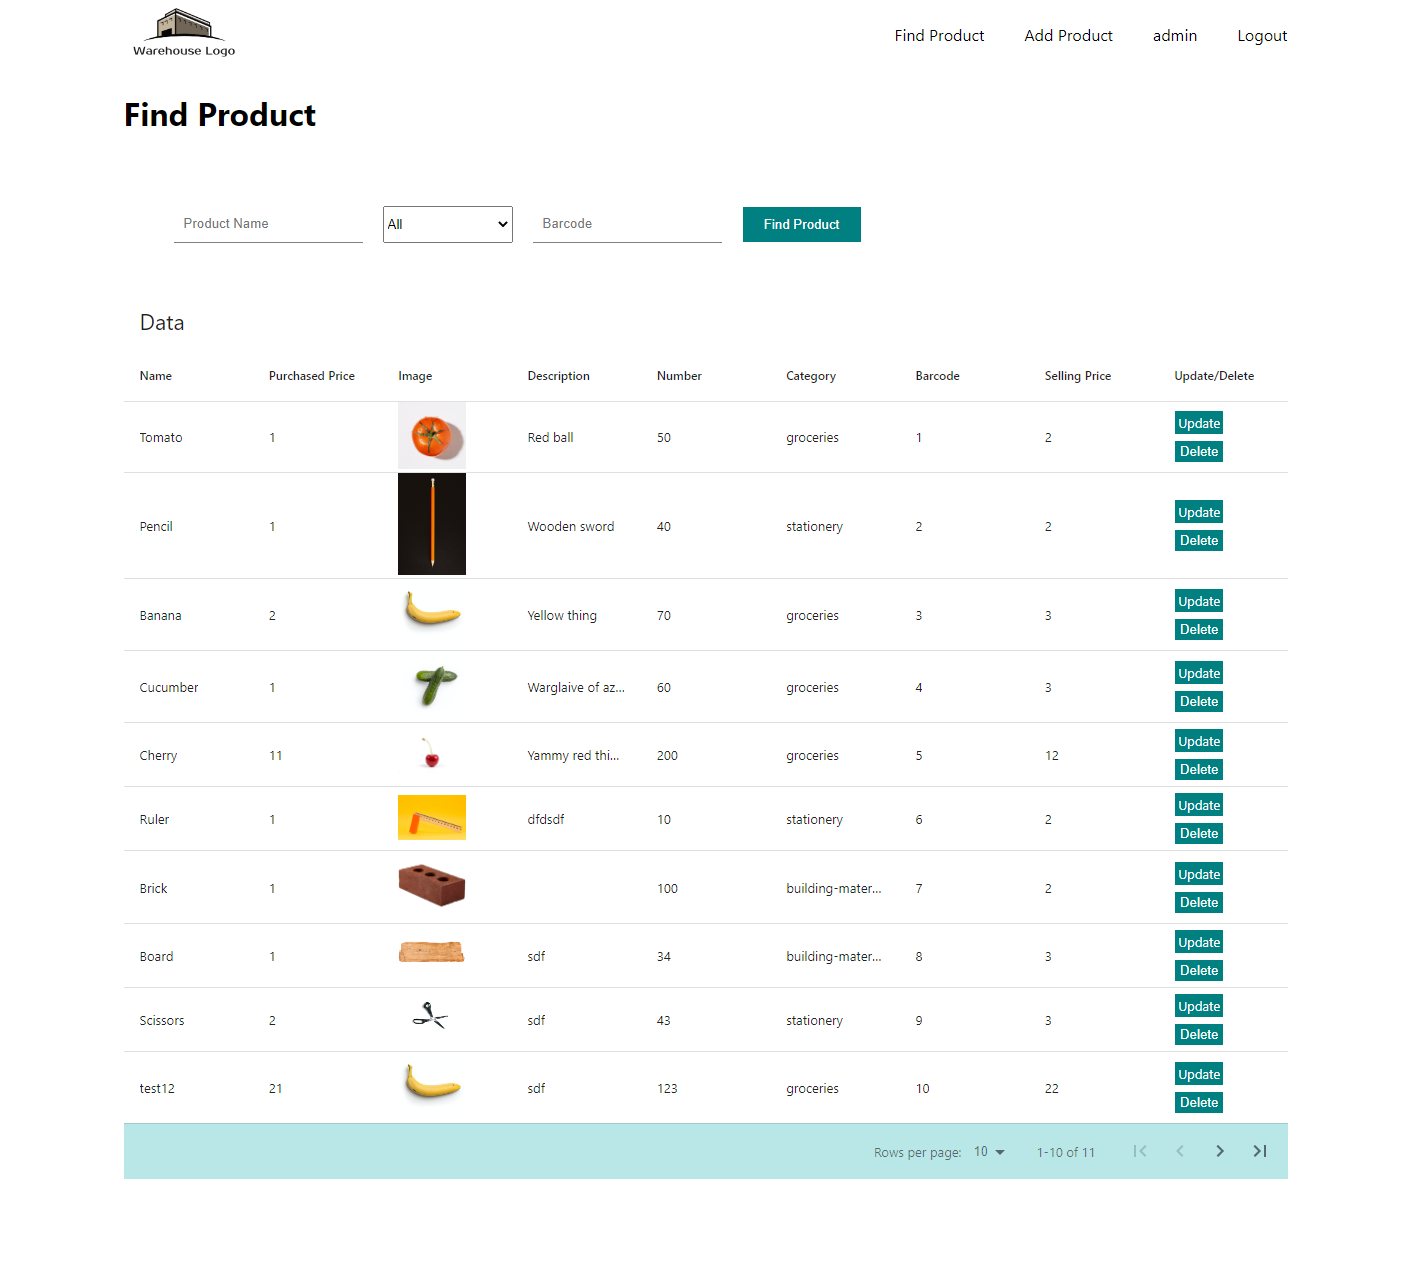 Warehouse Logo
Find Product Add Product admin Logout
Find Product
Product Name All Barcode Find Product
Data
Name Purchased Price Image Description Number Category Barcode Selling Price Update/Delete
Tomato 1 Red ball 50 groceries 1 2 Update Delete
Pencil 1 Wooden sword 40 stationery 2 2 Update Delete
Banana 2 Yellow thing 70 groceries 3 3 Update Delete
Cucumber 1 Warglaive of az... 60 groceries 4 3 Update Delete
Cherry 11 Yammy red thi... 200 groceries 5 12 Update Delete
Ruler 1 dfdsdf 10 stationery 6 2 Update Delete
Brick 1 100 building-mater... 7 2 Update Delete
Board 1 sdf 34 building-mater... 8 3 Update Delete
Scissors 2 sdf 43 stationery 9 3 Update Delete
test12 21 sdf 123 groceries 10 22 Update Delete
Rows per page: 10 1-10 of 11